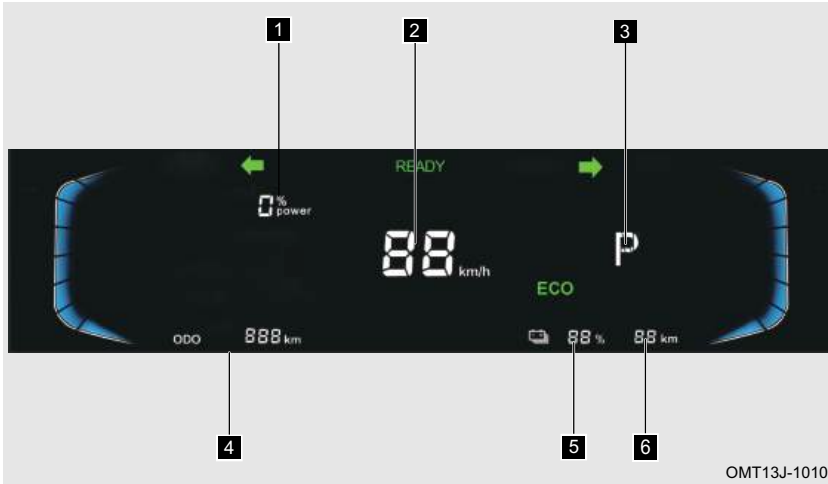 1 2 3
READY
0 % power
88 km/h
P
ECO
ODO 888 km 88 % 88 km
4 5 6
OMT13J-1010